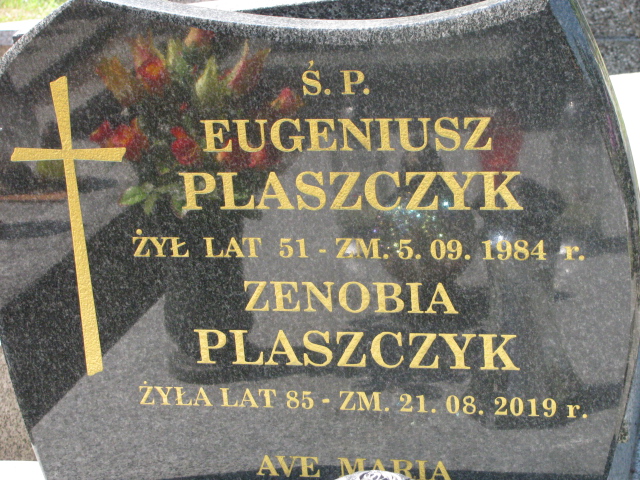 Ś. P.
EUGENIUSZ
PLASZCZYK
ŻYŁ LAT 51 - ZM. 5. 09. 1984 r.
ZENOBIA
PLASZCZYK
ŻYŁA LAT 85 - ZM. 21. 08. 2019 r.
AVE MARIA